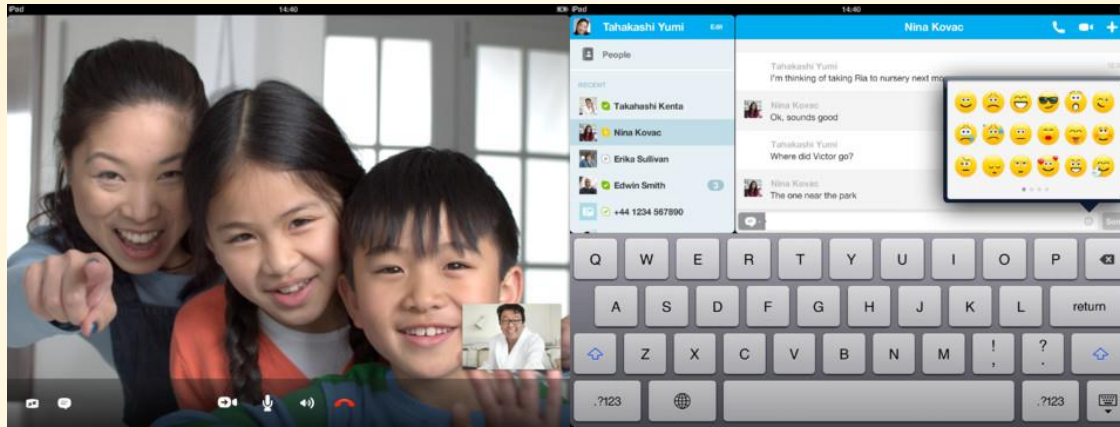 iPad
14:40
iPad
14:40
Tahakashi Yumi
Edit
Nina Kovac
People
RECENT
Takahashi Kenta
Nina Kovac
Erika Sullivan
Edwin Smith
3
+44 1234 567890
Tahakashi Yumi
I'm thinking of taking Ria to nursery next mo
Nina Kovac
Ok, sounds good
Tahakashi Yumi
Where did Victor go?
Nina Kovac
The one near the park
Q W E R T Y U I O P
A S D F G H J K L return
Z X C V B N M ! , ? .
.?123 .?123